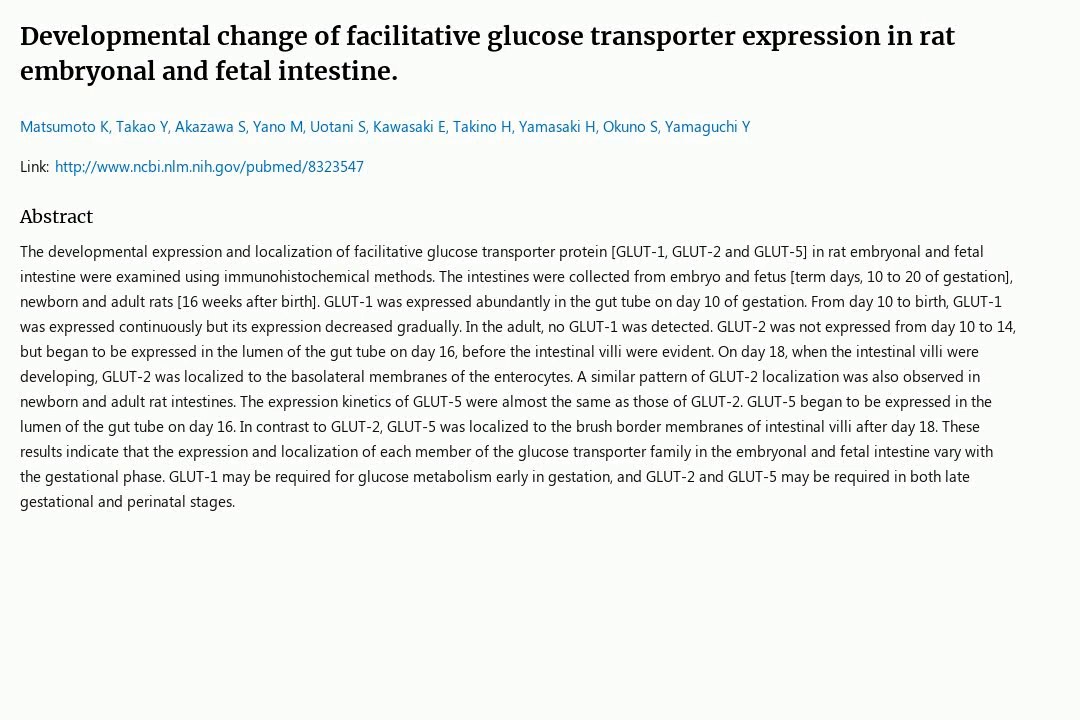 Developmental change of facilitative glucose transporter expression in rat
embryonal and fetal intestine.
Matsumoto K, Takao Y, Akazawa S, Yano M, Uotani S, Kawasaki E, Takino H, Yamasaki H, Okuno S, Yamaguchi Y
Link: http://www.ncbi.nlm.nih.gov/pubmed/8323547
Abstract
The developmental expression and localization of facilitative glucose transporter protein [GLUT-1, GLUT-2 and GLUT-5] in rat embryonal and fetal
intestine were examined using immunohistochemical methods. The intestines were collected from embryo and fetus [term days, 10 to 20 of gestation],
newborn and adult rats [16 weeks after birth]. GLUT-1 was expressed abundantly in the gut tube on day 10 of gestation. From day 10 to birth, GLUT-1
was expressed continuously but its expression decreased gradually. In the adult, no GLUT-1 was detected. GLUT-2 was not expressed from day 10 to 14,
but began to be expressed in the lumen of the gut tube on day 16, before the intestinal villi were evident. On day 18, when the intestinal villi were
developing, GLUT-2 was localized to the basolateral membranes of the enterocytes. A similar pattern of GLUT-2 localization was also observed in
newborn and adult rat intestines. The expression kinetics of GLUT-5 were almost the same as those of GLUT-2. GLUT-5 began to be expressed in the
lumen of the gut tube on day 16. In contrast to GLUT-2, GLUT-5 was localized to the brush border membranes of intestinal villi after day 18. These
results indicate that the expression and localization of each member of the glucose transporter family in the embryonal and fetal intestine vary with
the gestational phase. GLUT-1 may be required for glucose metabolism early in gestation, and GLUT-2 and GLUT-5 may be required in both late
gestational and perinatal stages.